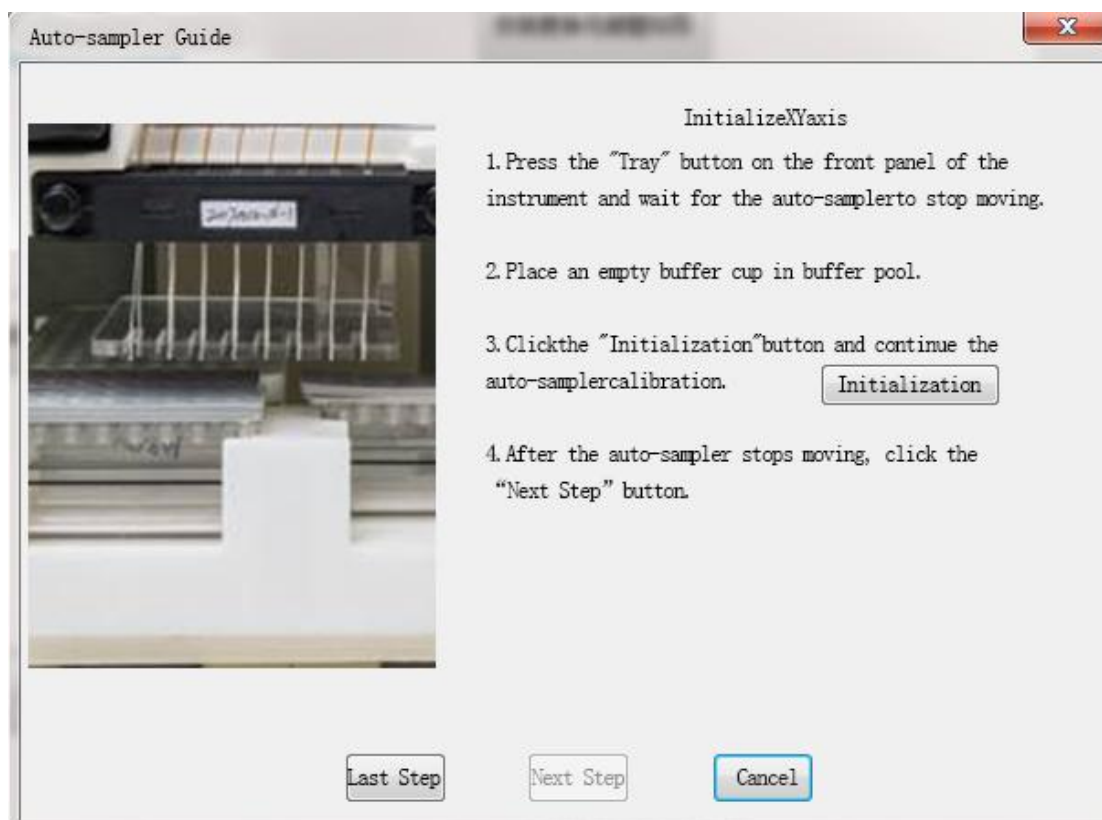 Auto-sampler Guide
X
InitializeXYaxis
1. Press the "Tray" button on the front panel of the
instrument and wait for the auto-samplerto stop moving.
2. Place an empty buffer cup in buffer pool.
3. Clickthe "Initialization"button and continue the
auto-samplercalibration.
Initialization
4. After the auto-sampler stops moving, click the
“Next Step” button.
Last Step
Next Step
Cancel